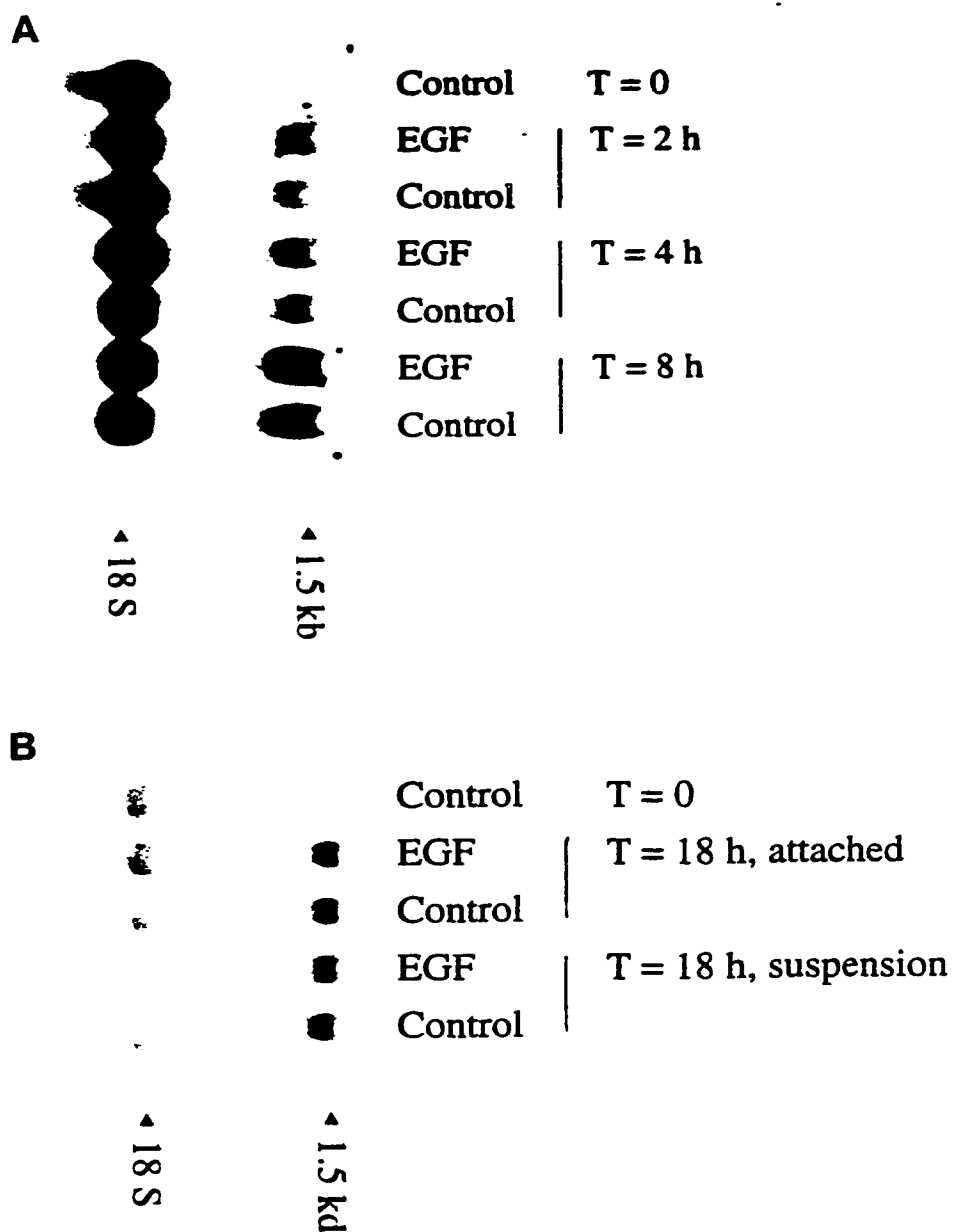 A
Control T = 0
EGF T = 2 h
Control
EGF T = 4 h
Control
EGF T = 8 h
Control
18 S
1.5 kb
B
Control T = 0
EGF T = 18 h, attached
Control
EGF T = 18 h, suspension
Control
18 S
1.5 kd